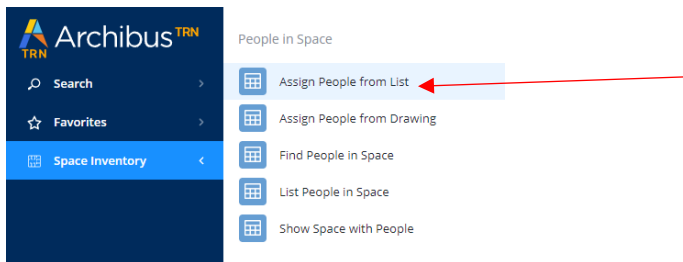 Archibus TRN
TRN
Search
Favorites
Space Inventory
People in Space
Assign People from List
Assign People from Drawing
Find People in Space
List People in Space
Show Space with People